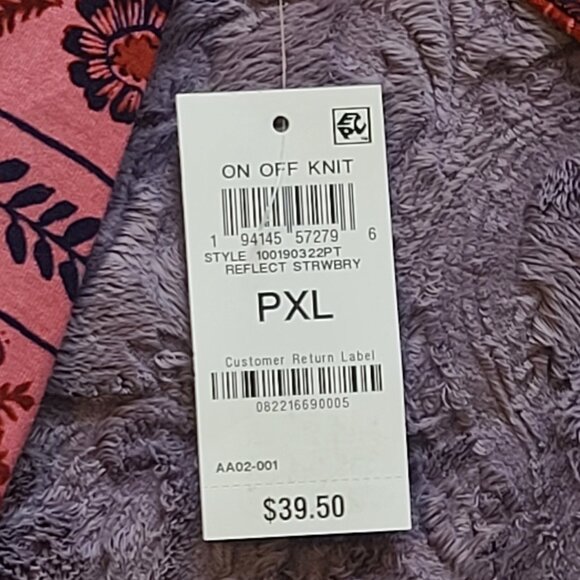 ON OFF KNIT
1 94145 57279 6
STYLE 100190322PT
REFLECT STRWBRY
PXL
Customer Return Label
082216690005
AA02-001
$39.50